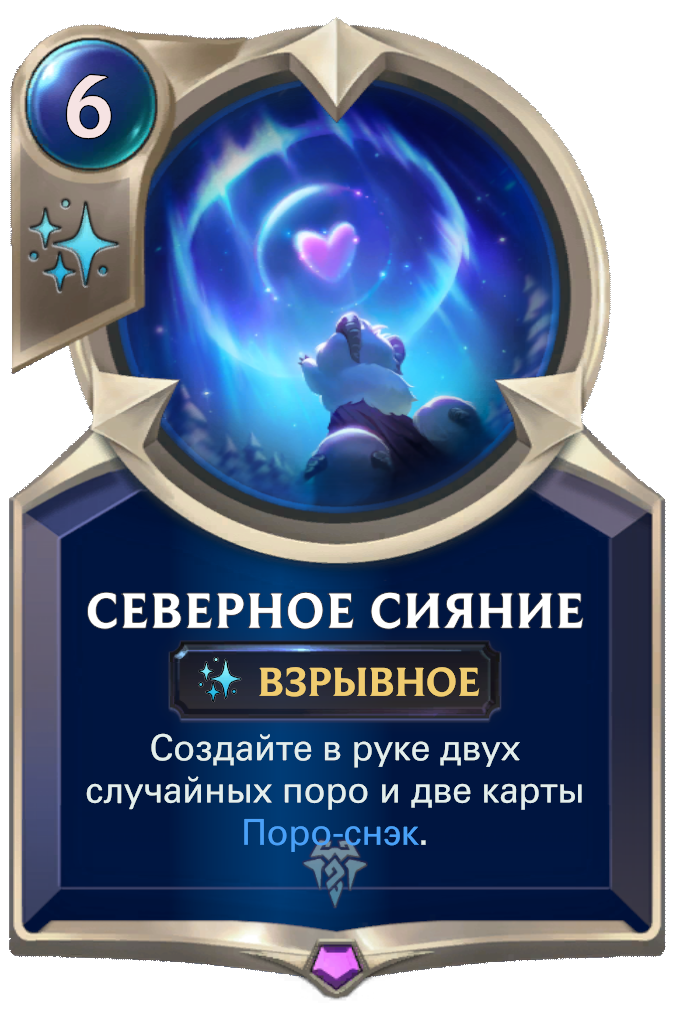 6
СЕВЕРНОЕ СИЯНИЕ
ВЗРЫВНОЕ
Создайте в руке двух
случайных поро и две карты
Поро-снэк.